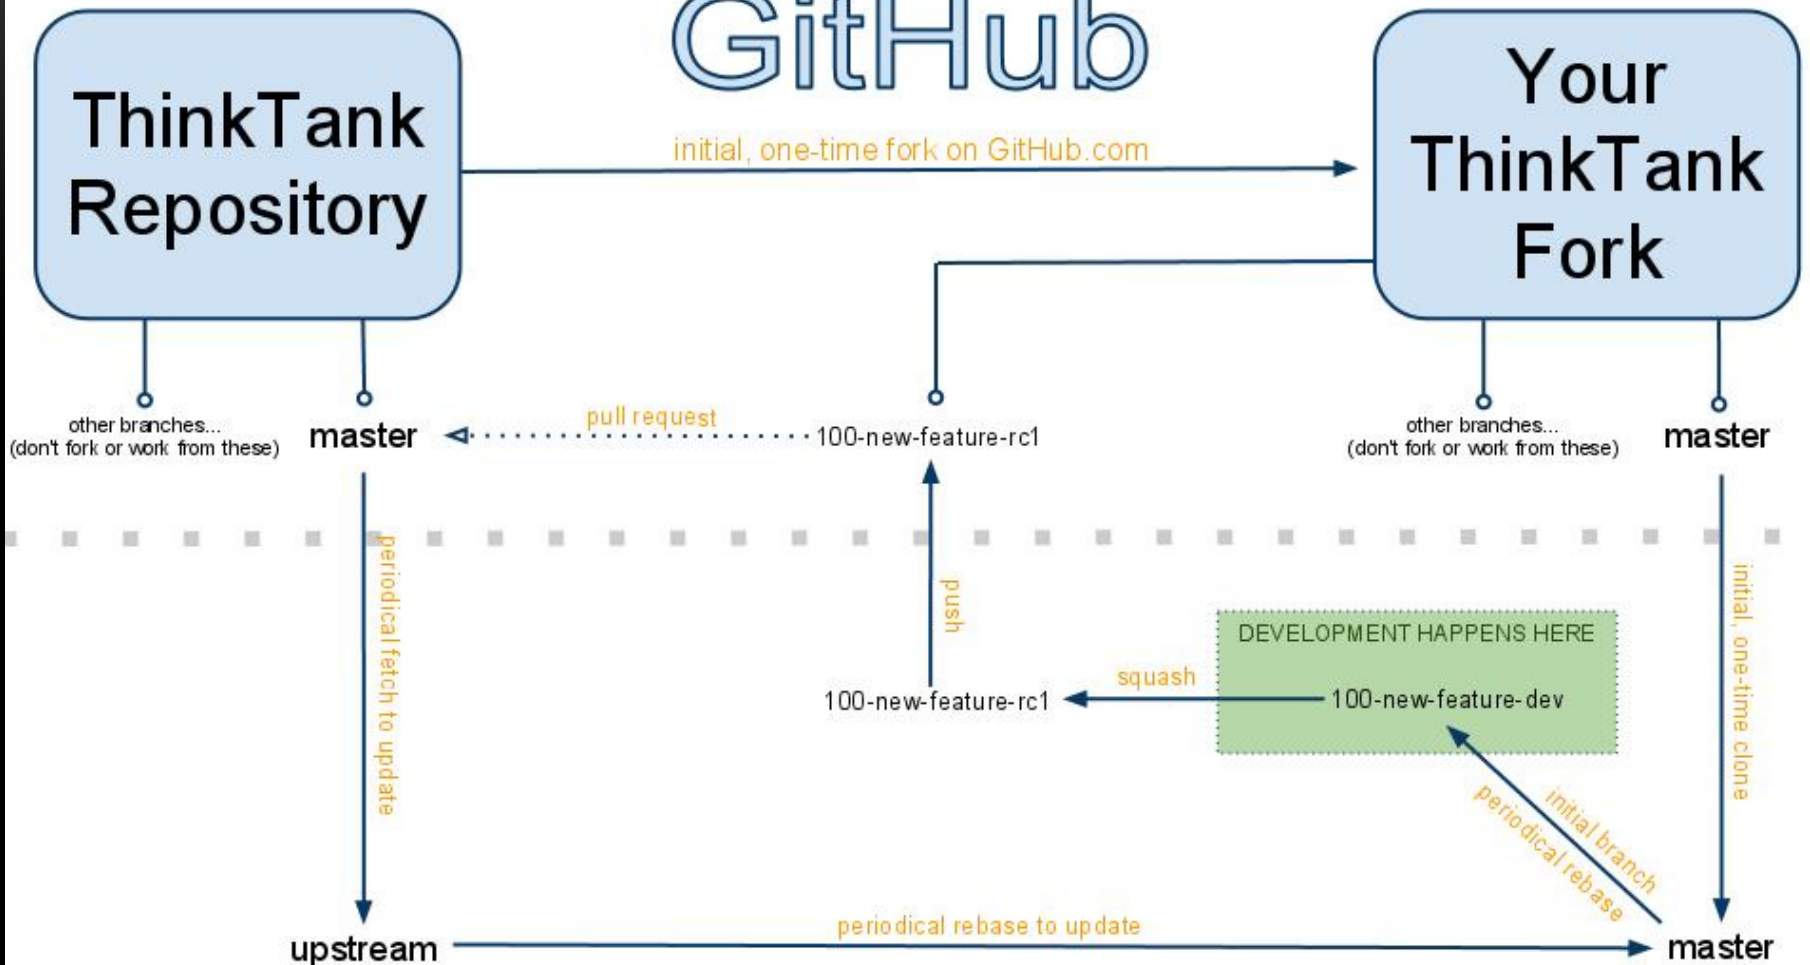 GitHub
ThinkTank
Repository
initial, one-time fork on GitHub.com
Your
ThinkTank
Fork
other branches...
(don't fork or work from these)
master
pull request
100-new-feature-rc1
other branches...
(don't fork or work from these)
master
periodical fetch to update
push
DEVELOPMENT HAPPENS HERE
initial, one-time clone
squash
100-new-feature-rc1
100-new-feature-dev
initial branch
periodical rebase
periodical rebase to update
upstream
master